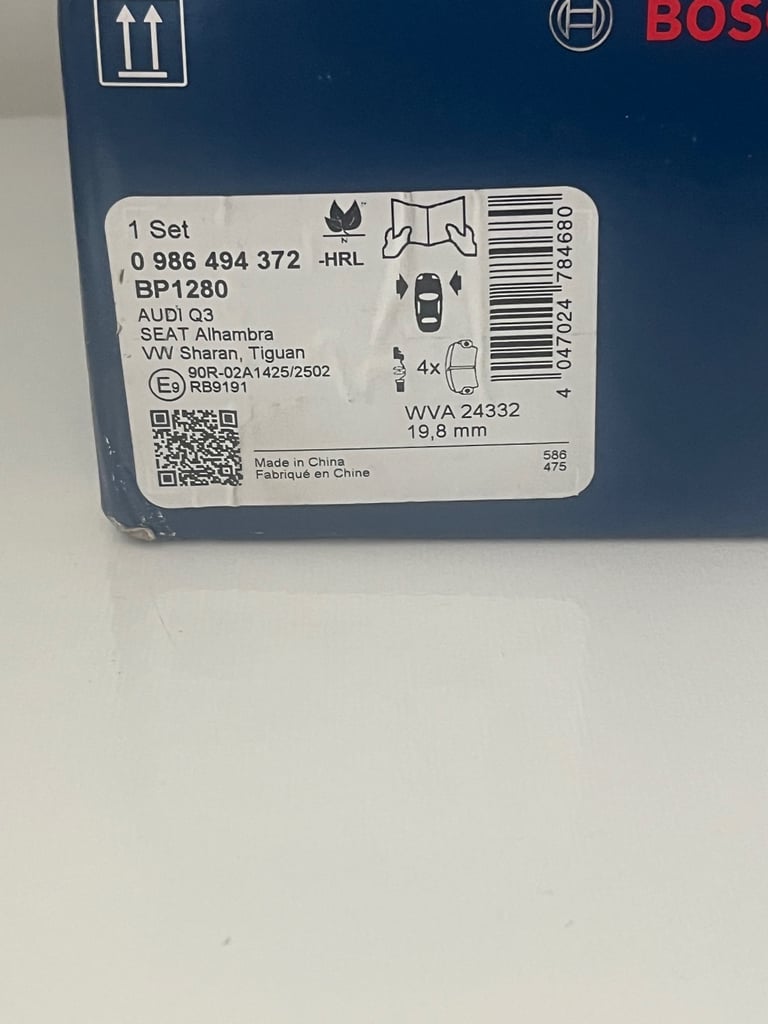 BOS
1 Set
0 986 494 372 -HRL
BP1280
AUDI Q3
SEAT Alhambra
VW Sharan, Tiguan
E9 90R-02A1425/2502
RB9191
N
4x
WVA 24332
19,8 mm
4 047024 784680
Made in China
Fabriqué en Chine
586
475